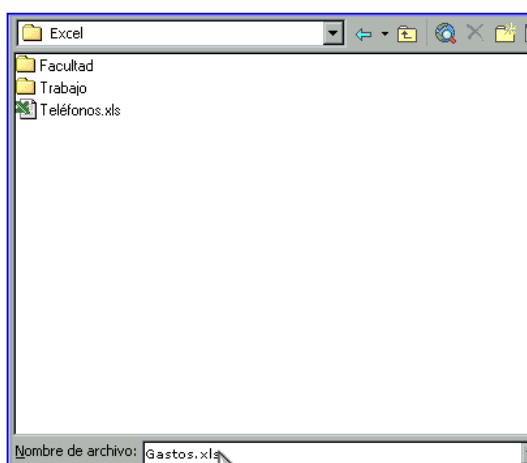 Excel
Facultad
Trabajo
Teléfonos.xls
Nombre de archivo: Gastos.xls